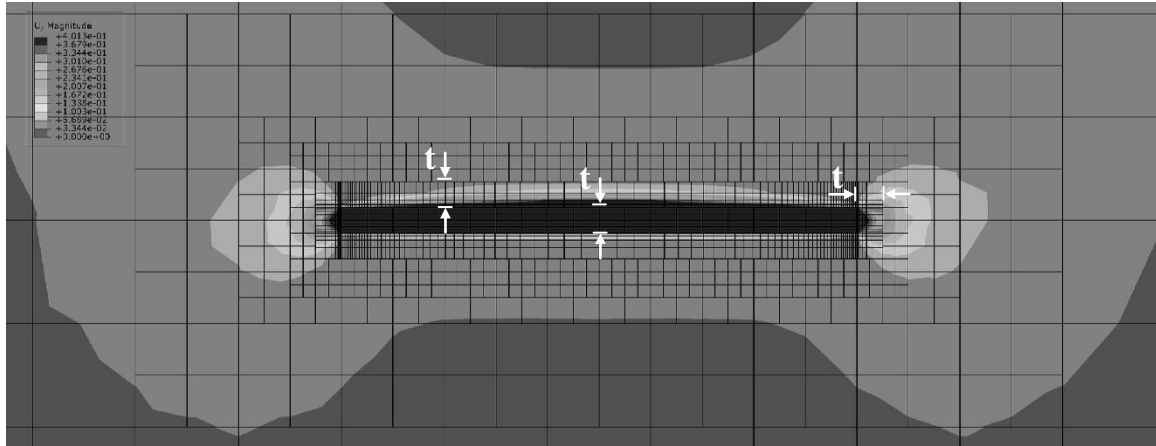 U, Magnitude
+4.013e-01
+3.679e-01
+3.344e-01
+3.010e-01
+2.676e-01
+2.341e-01
+2.007e-01
+1.672e-01
+1.338e-01
+1.003e-01
+6.689e-02
+3.344e-02
+0.000e+00
t
t
t